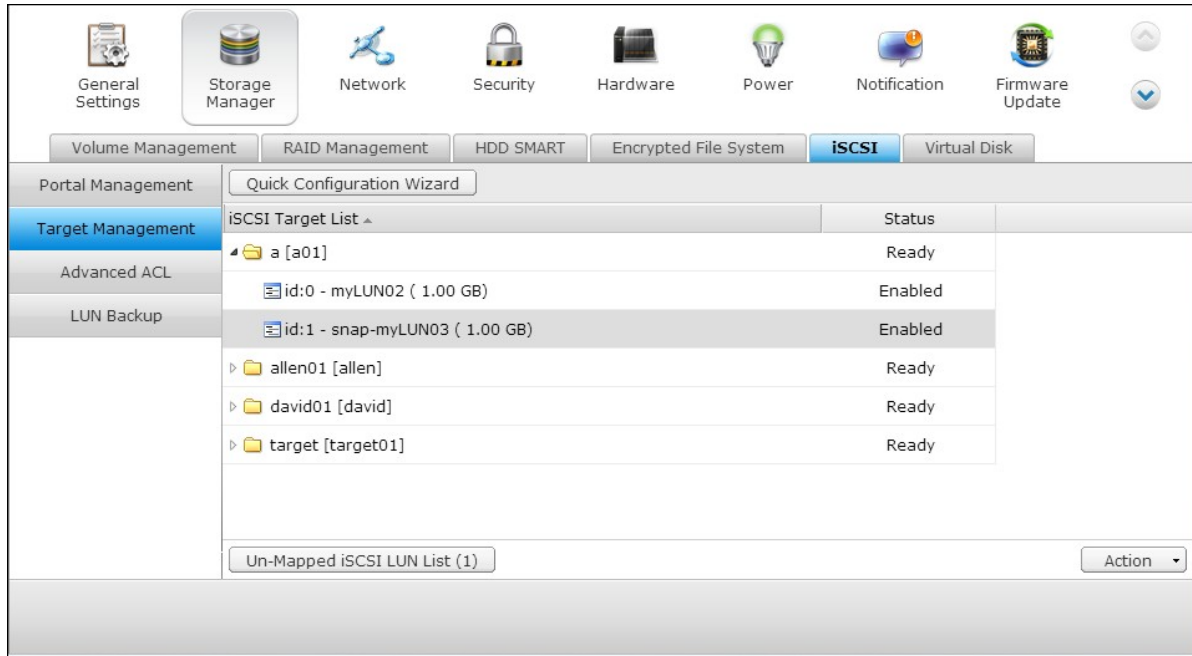 General Settings
Storage Manager
Network
Security
Hardware
Power
Notification
Firmware Update
Volume Management
RAID Management
HDD SMART
Encrypted File System
iSCSI
Virtual Disk
Portal Management
Target Management
Advanced ACL
LUN Backup
Quick Configuration Wizard
iSCSI Target List Status
a [a01] Ready
id:0 - myLUN02 ( 1.00 GB) Enabled
id:1 - snap-myLUN03 ( 1.00 GB) Enabled
allen01 [allen] Ready
david01 [david] Ready
target [target01] Ready
Un-Mapped iSCSI LUN List (1)
Action